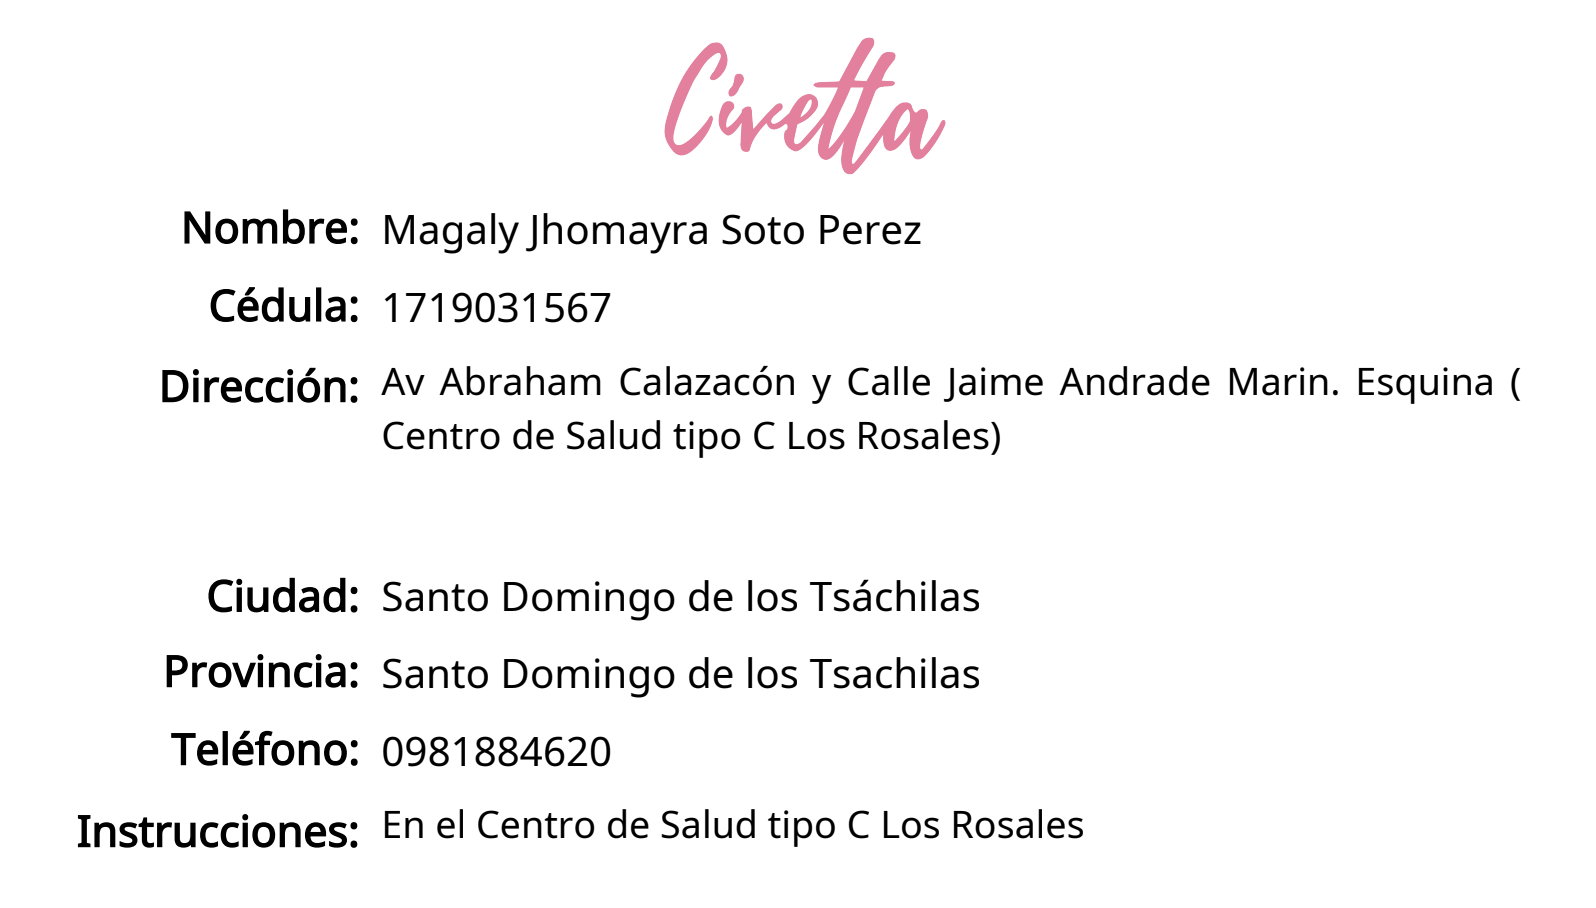 Civetta
Nombre: Magaly Jhomayra Soto Perez
Cédula: 1719031567
Dirección: Av Abraham Calazacón y Calle Jaime Andrade Marin. Esquina (
Centro de Salud tipo C Los Rosales)
Ciudad: Santo Domingo de los Tsáchilas
Provincia: Santo Domingo de los Tsachilas
Teléfono: 0981884620
Instrucciones: En el Centro de Salud tipo C Los Rosales